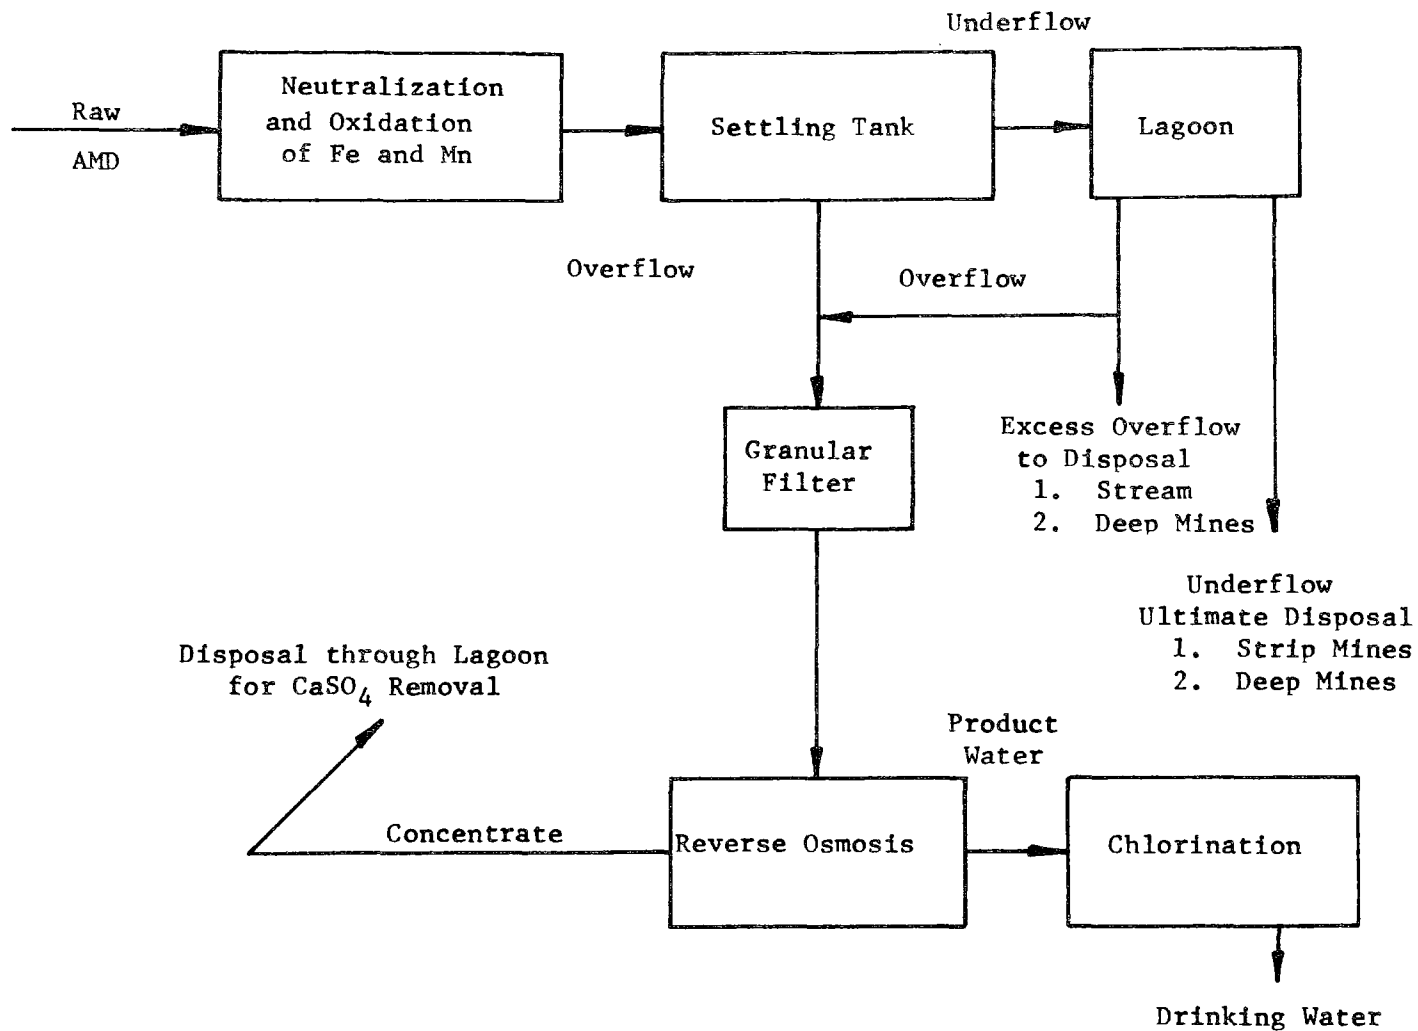 Underflow
Raw
AMD
Neutralization
and Oxidation
of Fe and Mn
Settling Tank
Lagoon
Overflow
Overflow
Granular
Filter
Excess Overflow
to Disposal
1. Stream
2. Deep Mines
Underflow
Ultimate Disposal
1. Strip Mines
2. Deep Mines
Disposal through Lagoon
for CaSO₄ Removal
Product
Water
Concentrate
Reverse Osmosis
Chlorination
Drinking Water